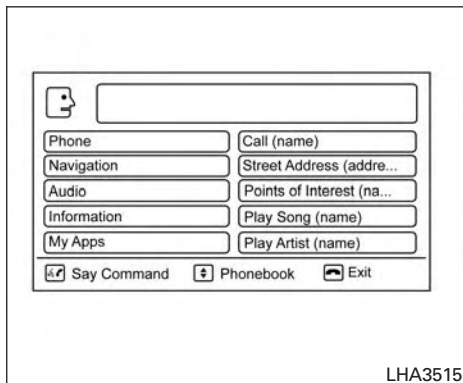 Phone Call (name)
Navigation Street Address (addre...
Audio Points of Interest (na...
Information Play Song (name)
My Apps Play Artist (name)
Say Command Phonebook Exit
LHA3515